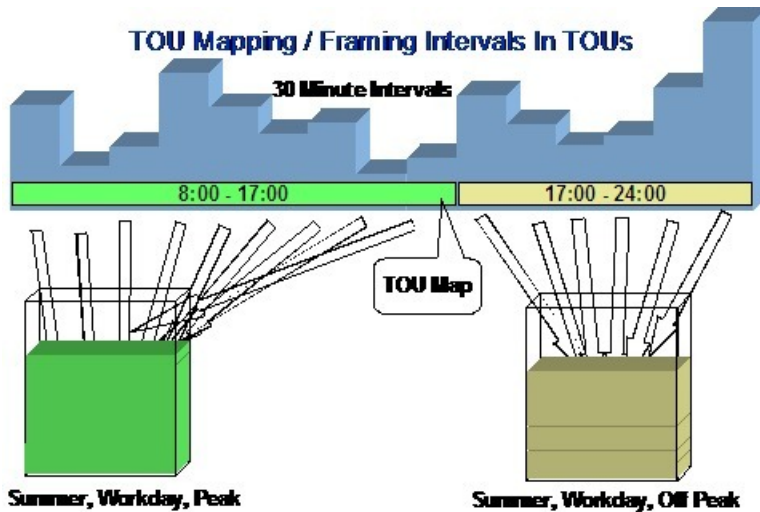 TOU Mapping / Framing Intervals In TOUs
30 Minute Intervals
8:00 - 17:00
17:00 - 24:00
TOU Map
Summer, Workday, Peak
Summer, Workday, Off Peak